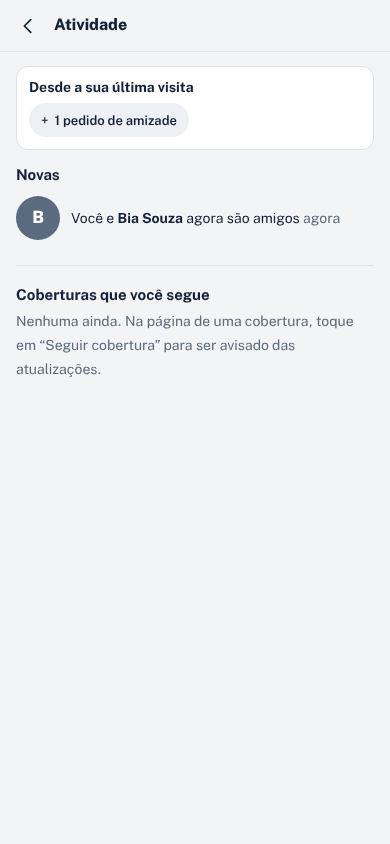 Atividade
Desde a sua última visita
+ 1 pedido de amizade
Novas
B
Você e Bia Souza agora são amigos agora
Coberturas que você segue
Nenhuma ainda. Na página de uma cobertura, toque
em “Seguir cobertura” para ser avisado das
atualizações.